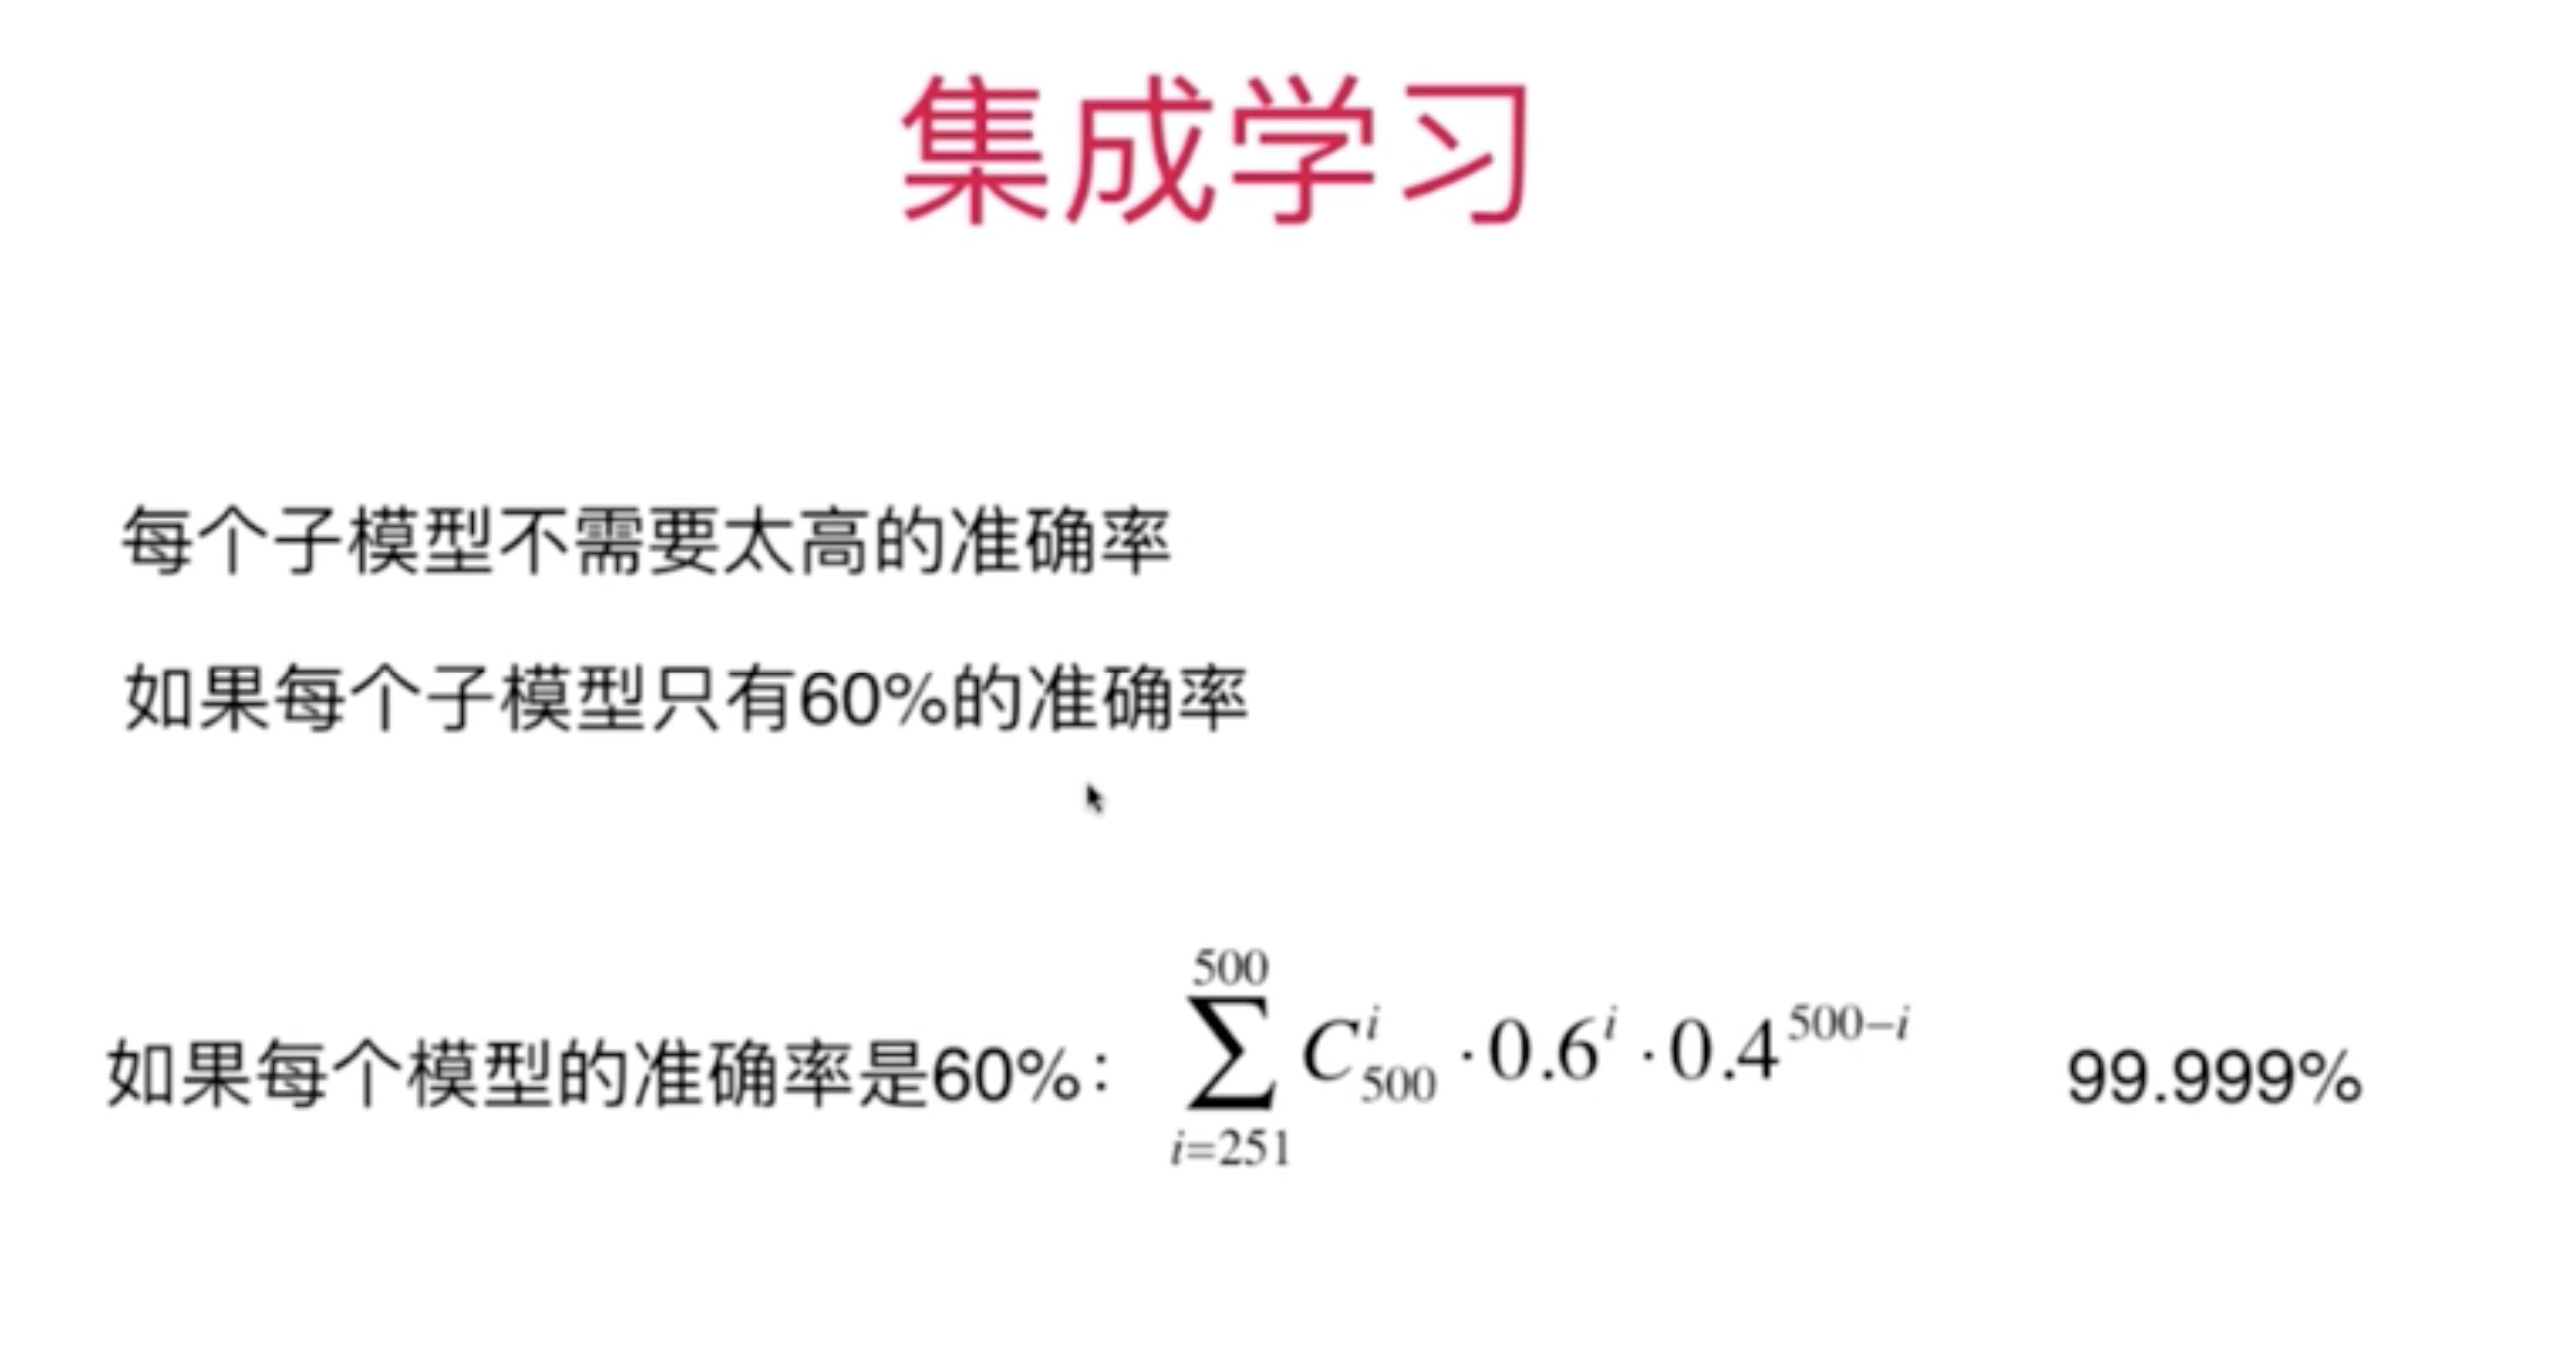 集成学习
每个子模型不需要太高的准确率
如果每个子模型只有60%的准确率
如果每个模型的准确率是60%: $\sum_{i=251}^{500} C_{500}^{i} \cdot 0.6^{i} \cdot 0.4^{500-i}$ 99.999%